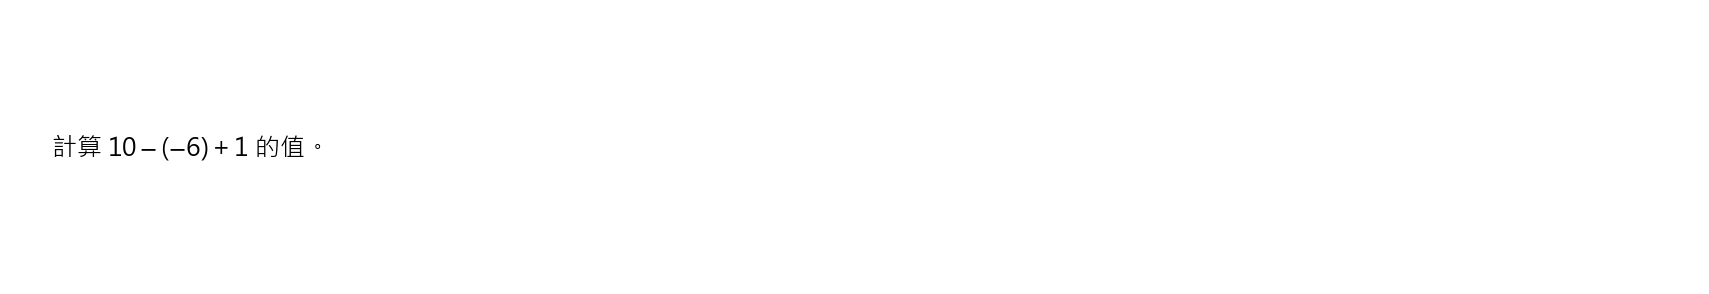 計算 10 – (–6) + 1 的值。